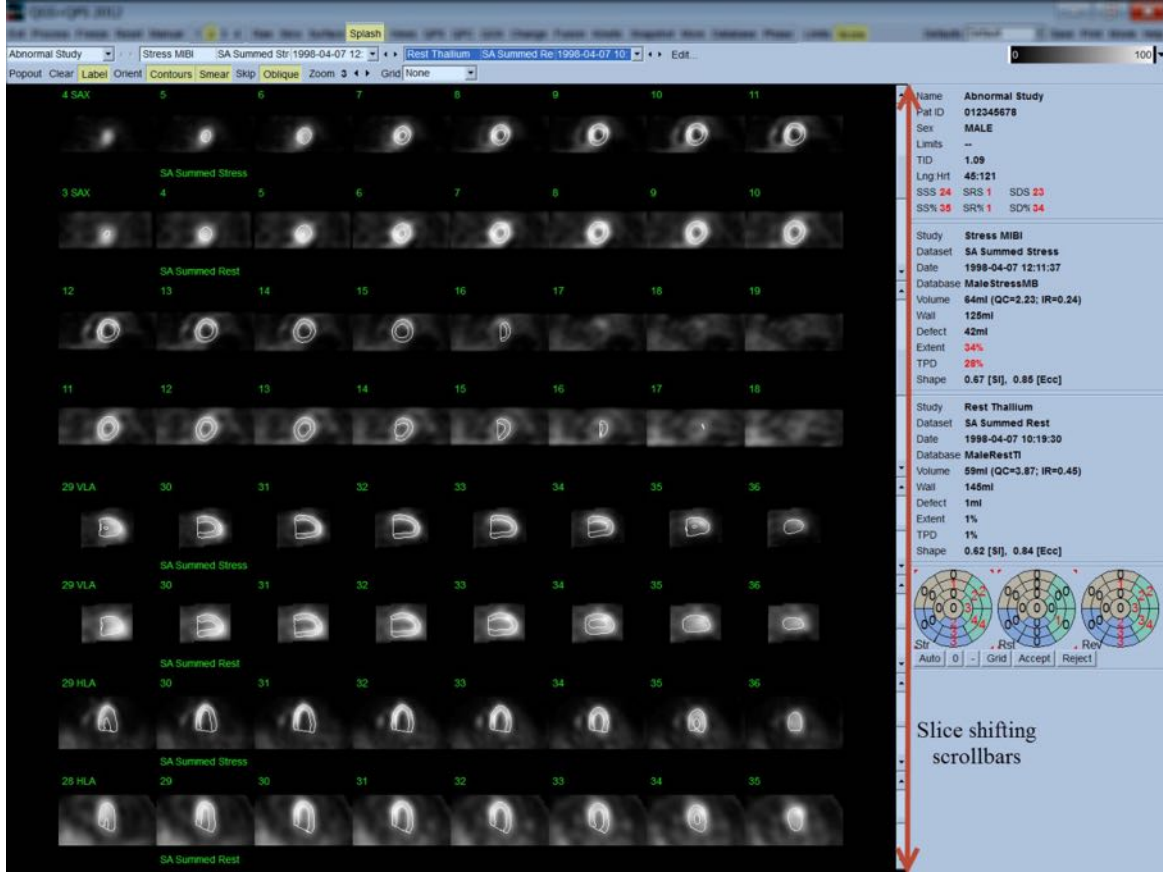 QGS+QPS 2012
Splash
Abnormal Study Stress MIBI SA Summed Str 1998-04-07 12: Rest Thallium SA Summed Re 1998-04-07 10: Edit... 0 100
Popout Clear Label Orient Contours Smear Skip Oblique Zoom 3 Grid None
4 SAX 5 6 7 8 9 10 11
SA Summed Stress
3 SAX 4 5 6 7 8 9 10
SA Summed Rest
12 13 14 15 16 17 18 19
11 12 13 14 15 16 17 18
29 VLA 30 31 32 33 34 35 36
SA Summed Stress
29 VLA 30 31 32 33 34 35 36
SA Summed Rest
29 HLA 30 31 32 33 34 35 36
SA Summed Stress
28 HLA 29 30 31 32 33 34 35
SA Summed Rest
Name Abnormal Study
Pat ID 012345678
Sex MALE
Limits --
TID 1.09
Lng:Hrt 45:121
SSS 24 SRS 1 SDS 23
SS% 35 SR% 1 SD% 34
Study Stress MIBI
Dataset SA Summed Stress
Date 1998-04-07 12:11:37
Database MaleStressMB
Volume 64ml (QC=2.23; IR=0.24)
Wall 125ml
Defect 42ml
Extent 34%
TPD 28%
Shape 0.67 [SI], 0.85 [Ecc]
Study Rest Thallium
Dataset SA Summed Rest
Date 1998-04-07 10:19:30
Database MaleRestTl
Volume 59ml (QC=3.87; IR=0.45)
Wall 145ml
Defect 1ml
Extent 1%
TPD 1%
Shape 0.62 [SI], 0.84 [Ecc]
Str Rst Rev
Auto 0 - Grid Accept Reject
Slice shifting
scrollbars